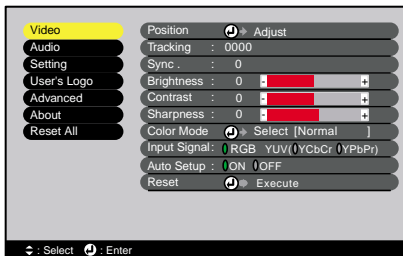 Video
Audio
Setting
User's Logo
Advanced
About
Reset All
Position Adjust
Tracking : 0000
Sync . : 0
Brightness : 0 - +
Contrast : 0 - +
Sharpness : 0 - +
Color Mode Select [Normal ]
Input Signal: RGB YUV( YCbCr YPbPr)
Auto Setup : ON OFF
Reset Execute
: Select : Enter